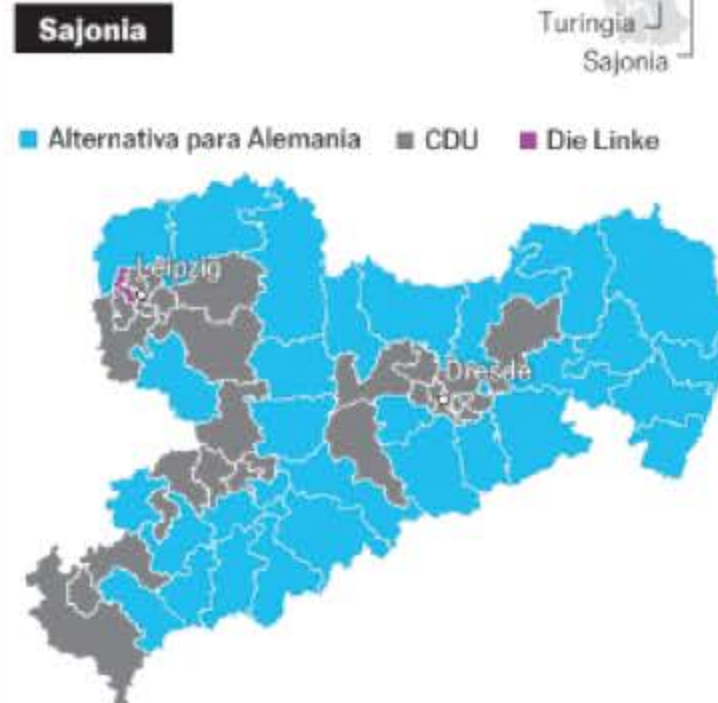 Sajonia
Turingia
Sajonia
Alternativa para Alemania CDU Die Linke
Leipzig
Dresde